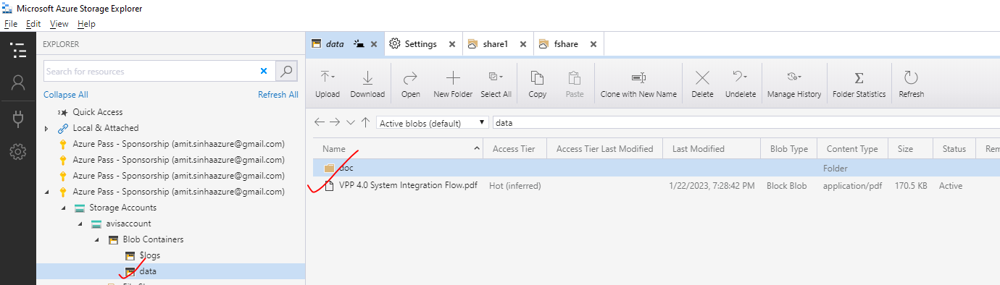 Microsoft Azure Storage Explorer
File Edit View Help
EXPLORER
Search for resources
Collapse All Refresh All
Quick Access
Local & Attached
Azure Pass - Sponsorship (amit.sinhaazure@gmail.com)
Azure Pass - Sponsorship (amit.sinhaazure@gmail.com)
Azure Pass - Sponsorship (amit.sinhaazure@gmail.com)
Azure Pass - Sponsorship (amit.sinhaazure@gmail.com)
Storage Accounts
avisaccount
Blob Containers
$logs
data
data Settings share1 fshare
Upload Download Open New Folder Select All Copy Paste Clone with New Name Delete Undelete Manage History Folder Statistics Refresh
Active blobs (default) data
Name Access Tier Access Tier Last Modified Last Modified Blob Type Content Type Size Status Rem
doc Folder
VPP 4.0 System Integration Flow.pdf Hot (inferred) 1/22/2023, 7:28:42 PM Block Blob application/pdf 170.5 KB Active